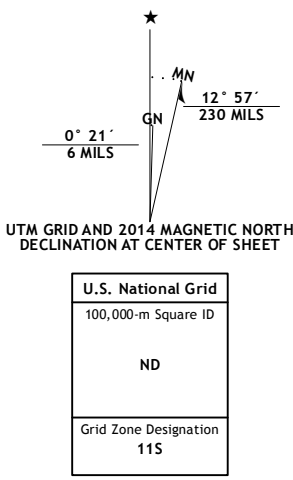 ★
MN
12° 57´
230 MILS
GN
0° 21´
6 MILS
UTM GRID AND 2014 MAGNETIC NORTH
DECLINATION AT CENTER OF SHEET
U.S. National Grid
100,000-m Square ID
ND
Grid Zone Designation
11S